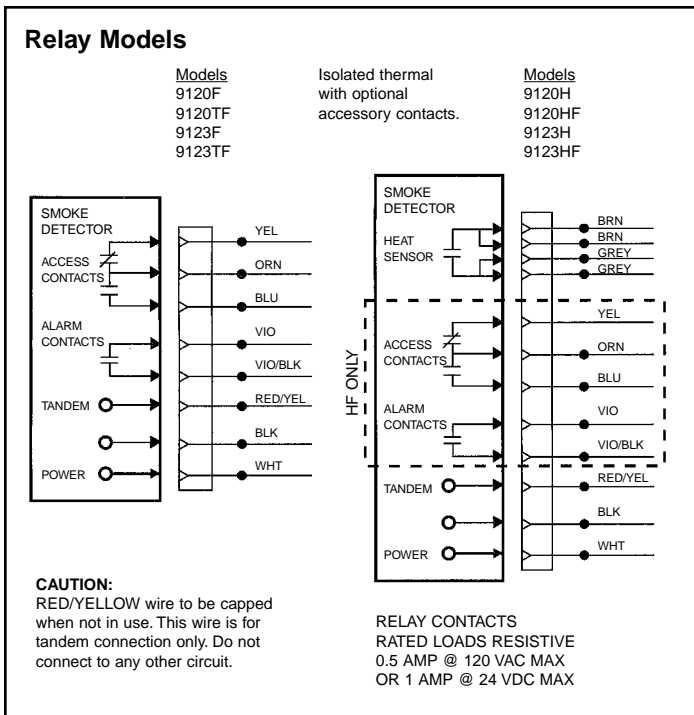 Relay Models
Models
9120F
9120TF
9123F
9123TF
Isolated thermal
with optional
accessory contacts.
Models
9120H
9120HF
9123H
9123HF
SMOKE
DETECTOR
ACCESS
CONTACTS
ALARM
CONTACTS
TANDEM
POWER
YEL
ORN
BLU
VIO
VIO/BLK
RED/YEL
BLK
WHT
SMOKE
DETECTOR
HEAT
SENSOR
HF ONLY
ACCESS
CONTACTS
ALARM
CONTACTS
TANDEM
POWER
BRN
BRN
GREY
GREY
YEL
ORN
BLU
VIO
VIO/BLK
RED/YEL
BLK
WHT
CAUTION:
RED/YELLOW wire to be capped
when not in use. This wire is for
tandem connection only. Do not
connect to any other circuit.
RELAY CONTACTS
RATED LOADS RESISTIVE
0.5 AMP @ 120 VAC MAX
OR 1 AMP @ 24 VDC MAX